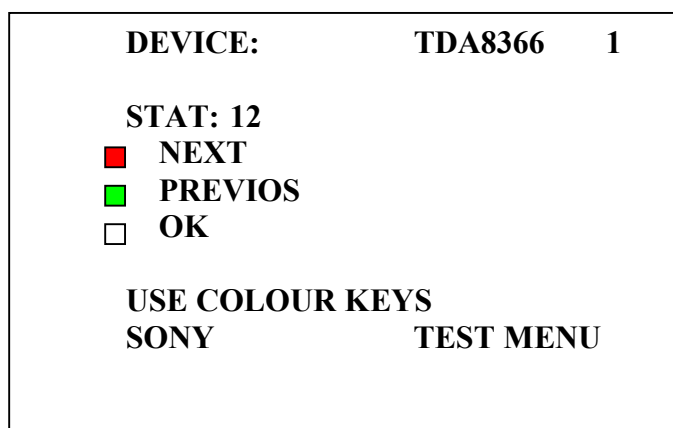 DEVICE: TDA8366 1
STAT: 12
NEXT
PREVIOS
OK
USE COLOUR KEYS
SONY TEST MENU